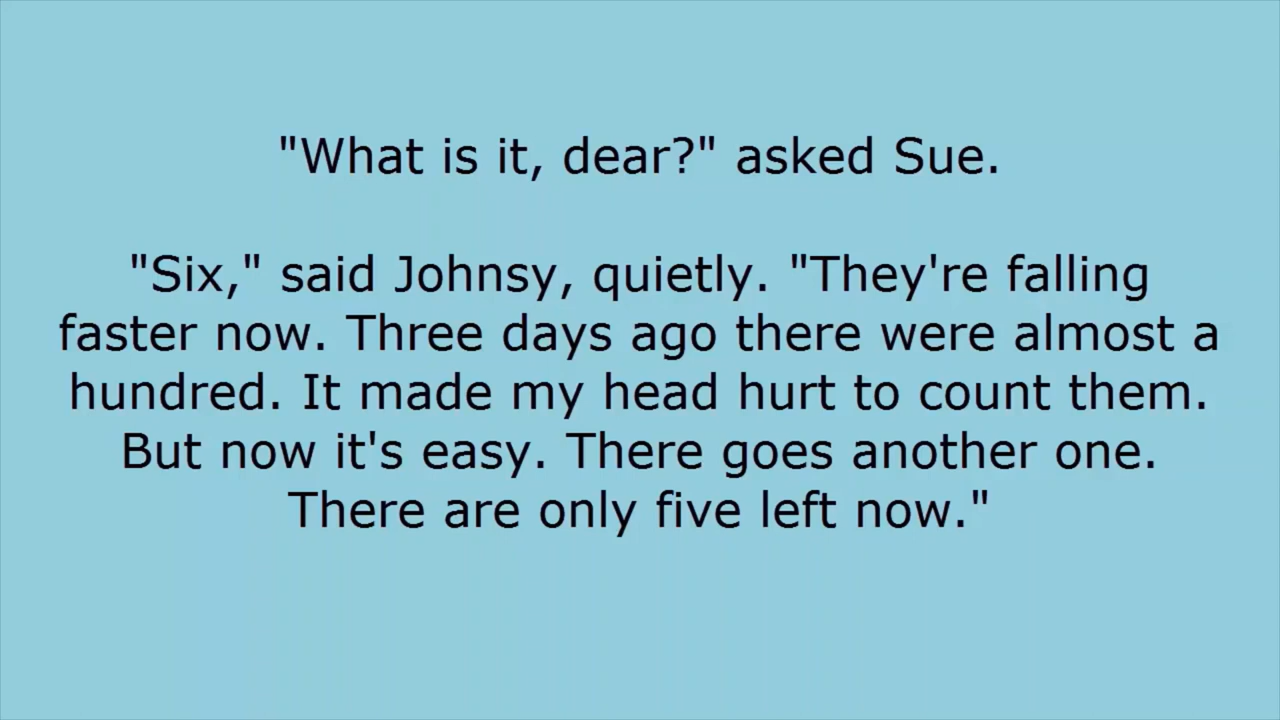 "What is it, dear?" asked Sue.
"Six," said Johnsy, quietly. "They're falling
faster now. Three days ago there were almost a
hundred. It made my head hurt to count them.
But now it's easy. There goes another one.
There are only five left now."